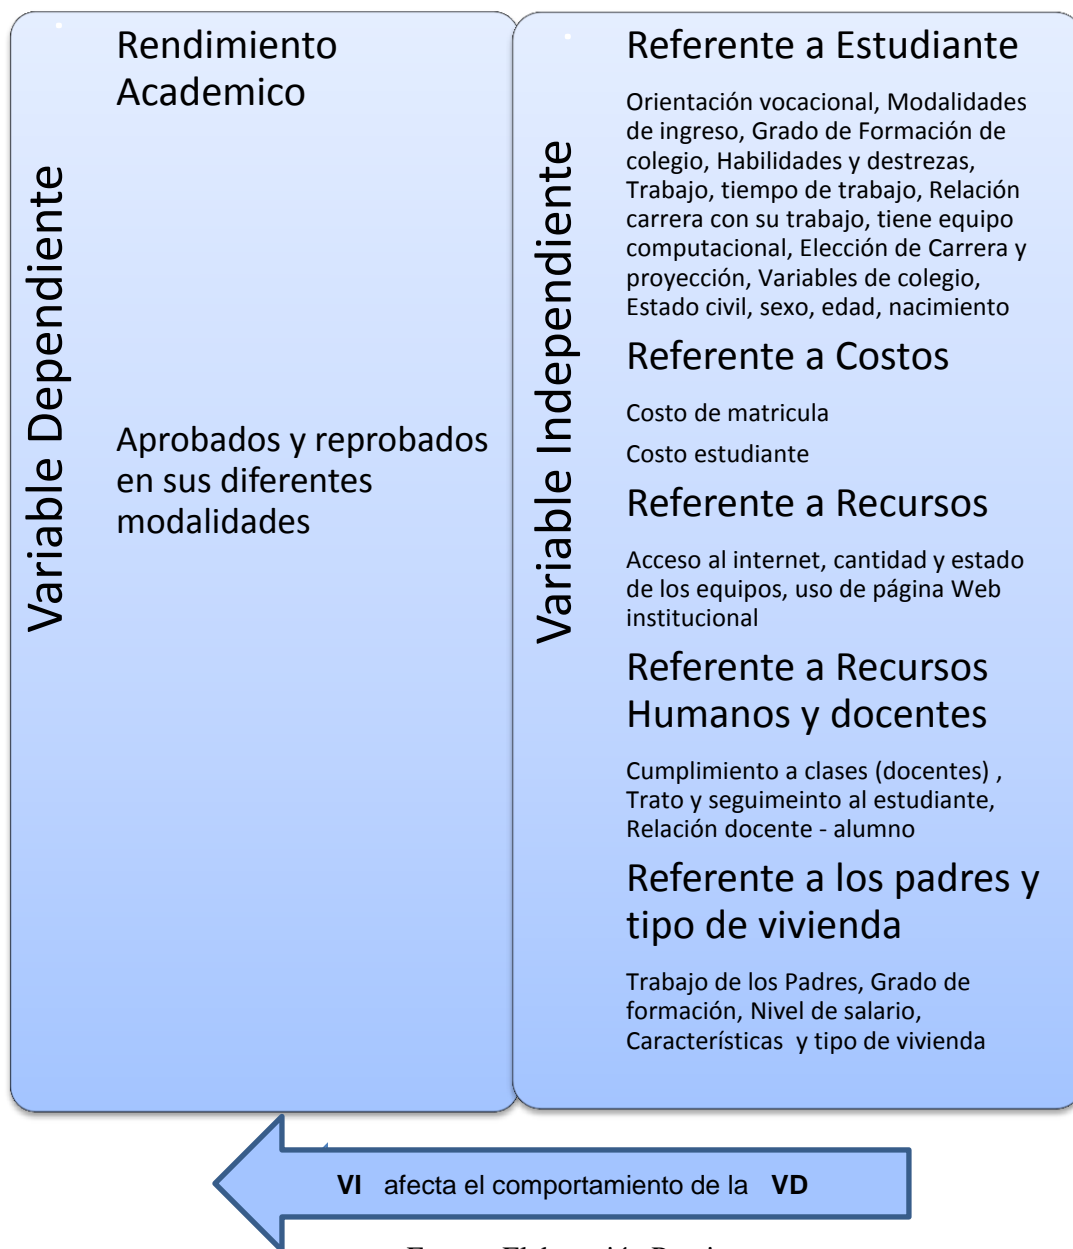 Variable Dependiente
Rendimiento
Academico
Aprobados y reprobados
en sus diferentes
modalidades
Variable Independiente
Referente a Estudiante
Orientación vocacional, Modalidades
de ingreso, Grado de Formación de
colegio, Habilidades y destrezas,
Trabajo, tiempo de trabajo, Relación
carrera con su trabajo, tiene equipo
computacional, Elección de Carrera y
proyección, Variables de colegio,
Estado civil, sexo, edad, nacimiento
Referente a Costos
Costo de matricula
Costo estudiante
Referente a Recursos
Acceso al internet, cantidad y estado
de los equipos, uso de página Web
institucional
Referente a Recursos
Humanos y docentes
Cumplimiento a clases (docentes) ,
Trato y seguimeinto al estudiante,
Relación docente - alumno
Referente a los padres y
tipo de vivienda
Trabajo de los Padres, Grado de
formación, Nivel de salario,
Características y tipo de vivienda
VI afecta el comportamiento de la VD